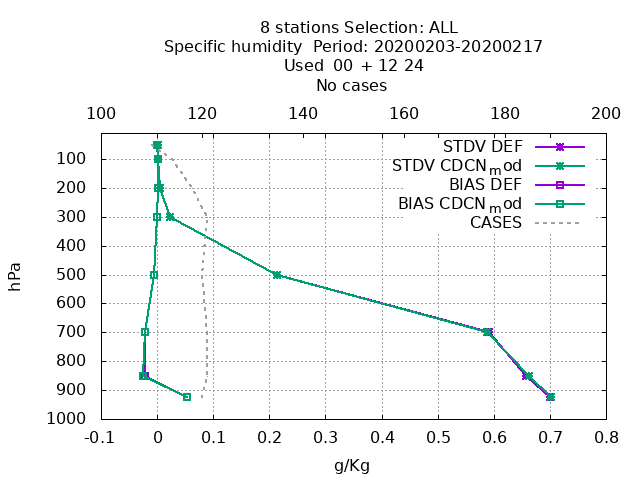 8 stations Selection: ALL
Specific humidity  Period: 20200203-20200217
Used  00 + 12 24
No cases
100 120 140 160 180 200
STDV DEF
STDV CDCNmod
BIAS DEF
BIAS CDCNmod
CASES
hPa
100
200
300
400
500
600
700
800
900
1000
-0.1 0 0.1 0.2 0.3 0.4 0.5 0.6 0.7 0.8
g/Kg